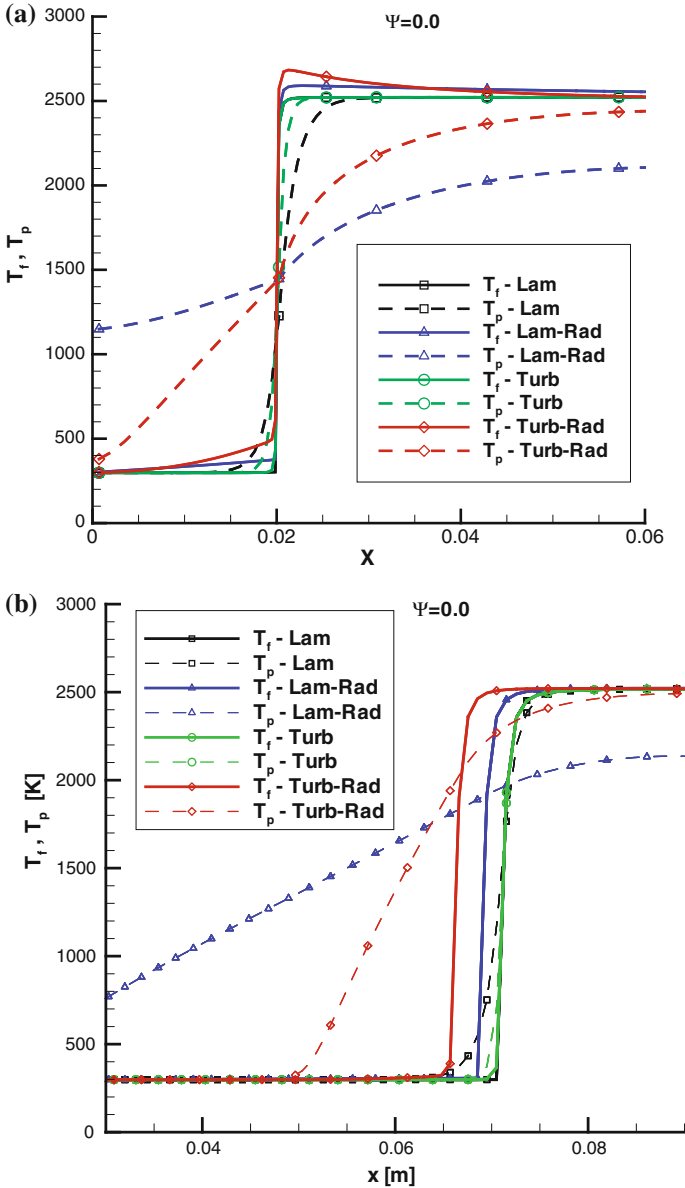 (a)
Ψ=0.0
3000
2500
2000
1500
1000
500
0
T_f , T_p
T_f - Lam
T_p - Lam
T_f - Lam-Rad
T_p - Lam-Rad
T_f - Turb
T_p - Turb
T_f - Turb-Rad
T_p - Turb-Rad
0
0.02
0.04
0.06
X
(b)
Ψ=0.0
3000
2500
2000
1500
1000
500
0
T_f , T_p [K]
T_f - Lam
T_p - Lam
T_f - Lam-Rad
T_p - Lam-Rad
T_f - Turb
T_p - Turb
T_f - Turb-Rad
T_p - Turb-Rad
0.04
0.06
0.08
x [m]